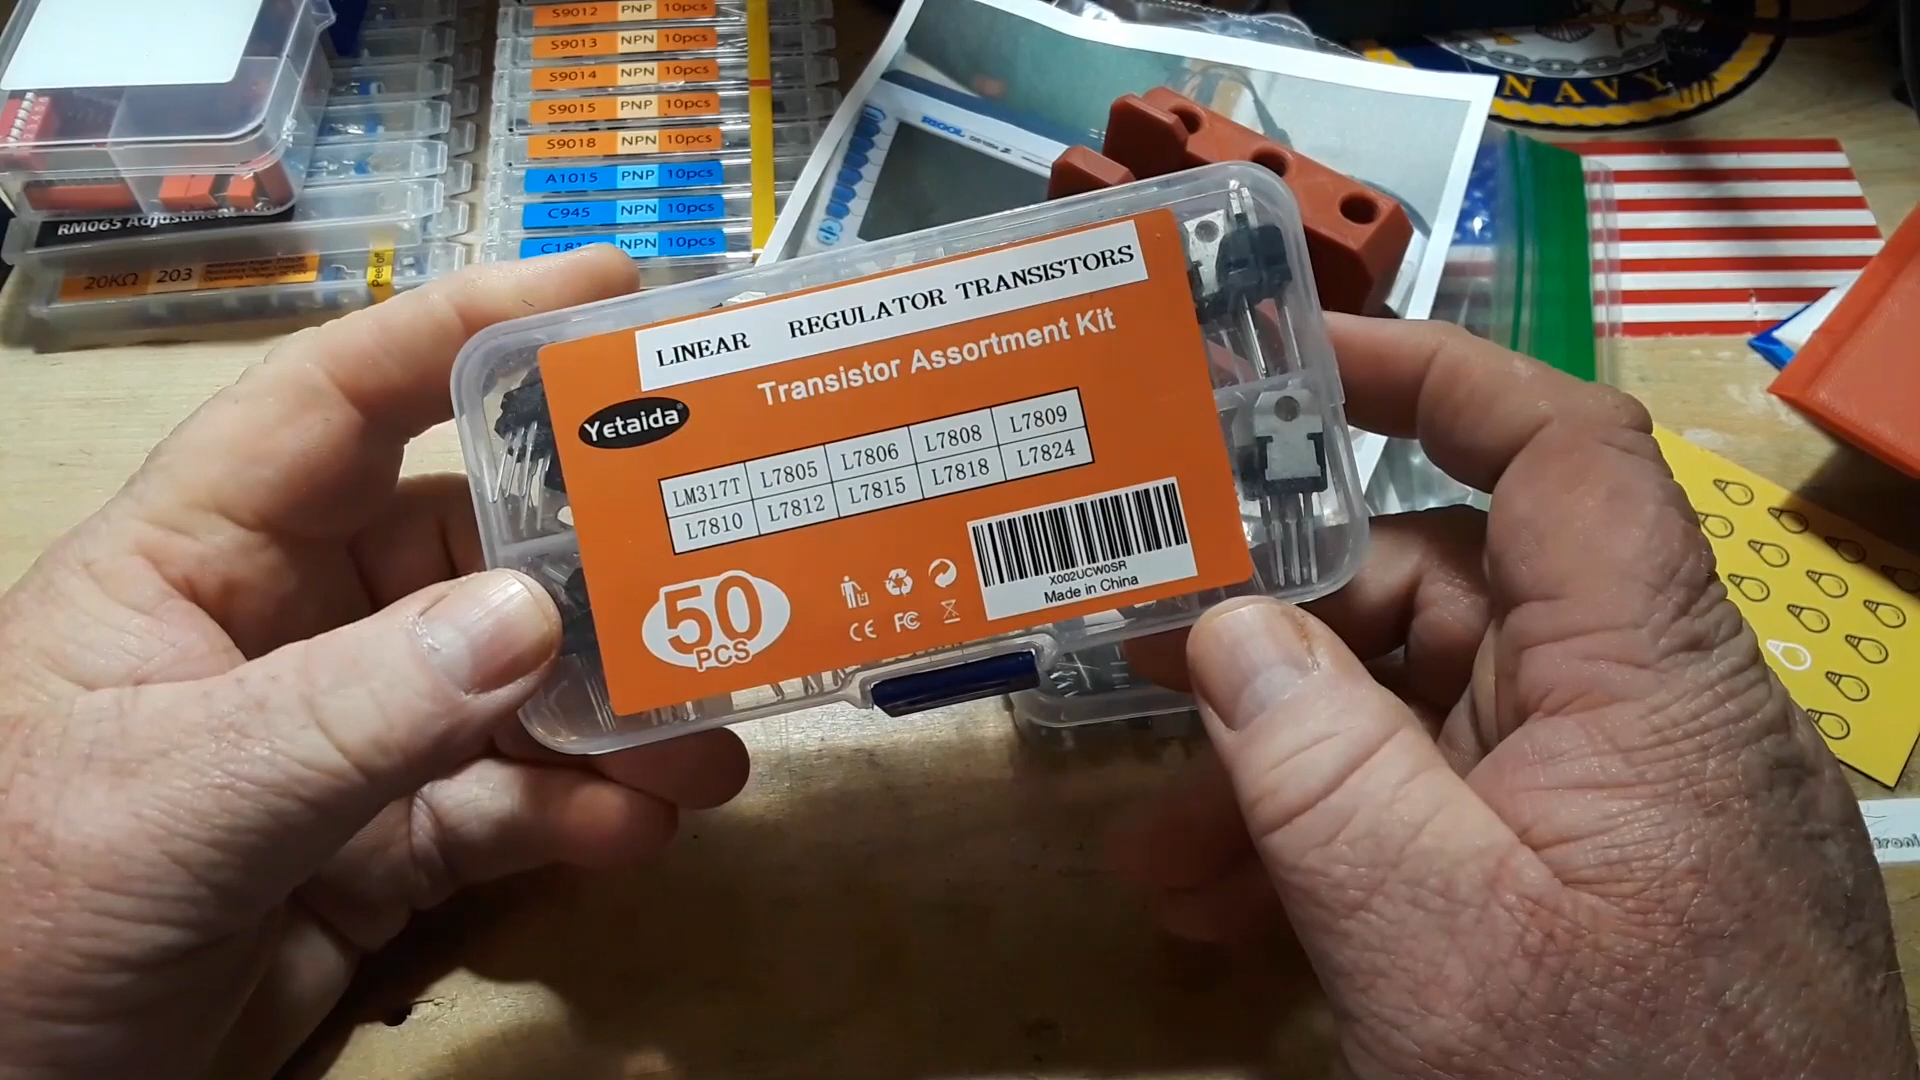 S9012 PNP 10pcs
S9013 NPN 10pcs
S9014 NPN 10pcs
S9015 PNP 10pcs
S9018 NPN 10pcs
A1015 PNP 10pcs
C945 NPN 10pcs
NPN 10pcs
RIGOL
NAVY
RM065
20KΩ 203
Peel off
LINEAR REGULATOR TRANSISTORS
Transistor Assortment Kit
Yetaida
LM317T L7805 L7806 L7808 L7809
L7810 L7812 L7815 L7818 L7824
50
PCS
CE FC
X002UCW0SR
Made in China